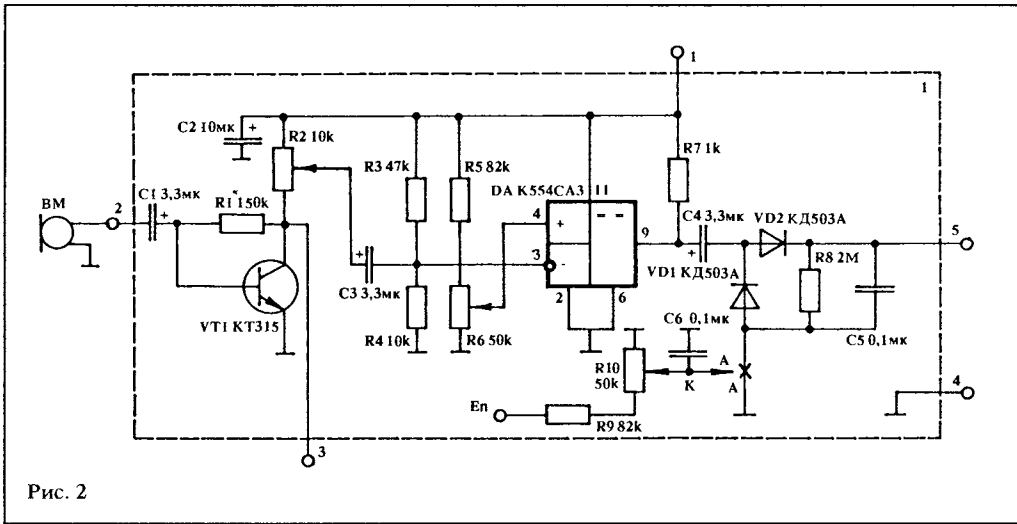 1
1
C2 10мк
+
R2 10k
R3 47k
R5 82k
R7 1k
DA К554СА3
11
BM
2
C1 3,3мк
+
R1* 150k
4
+
- -
9
C4 3,3мк
+
VD2 КД503А
5
3
-
VD1 КД503А
R8 2M
+
C3 3,3мк
2
6
VT1 КТ315
R4 10k
R6 50k
C6 0,1мк
C5 0,1мк
R10
50k
K
A
A
4
Еп
R9 82k
3
Рис. 2